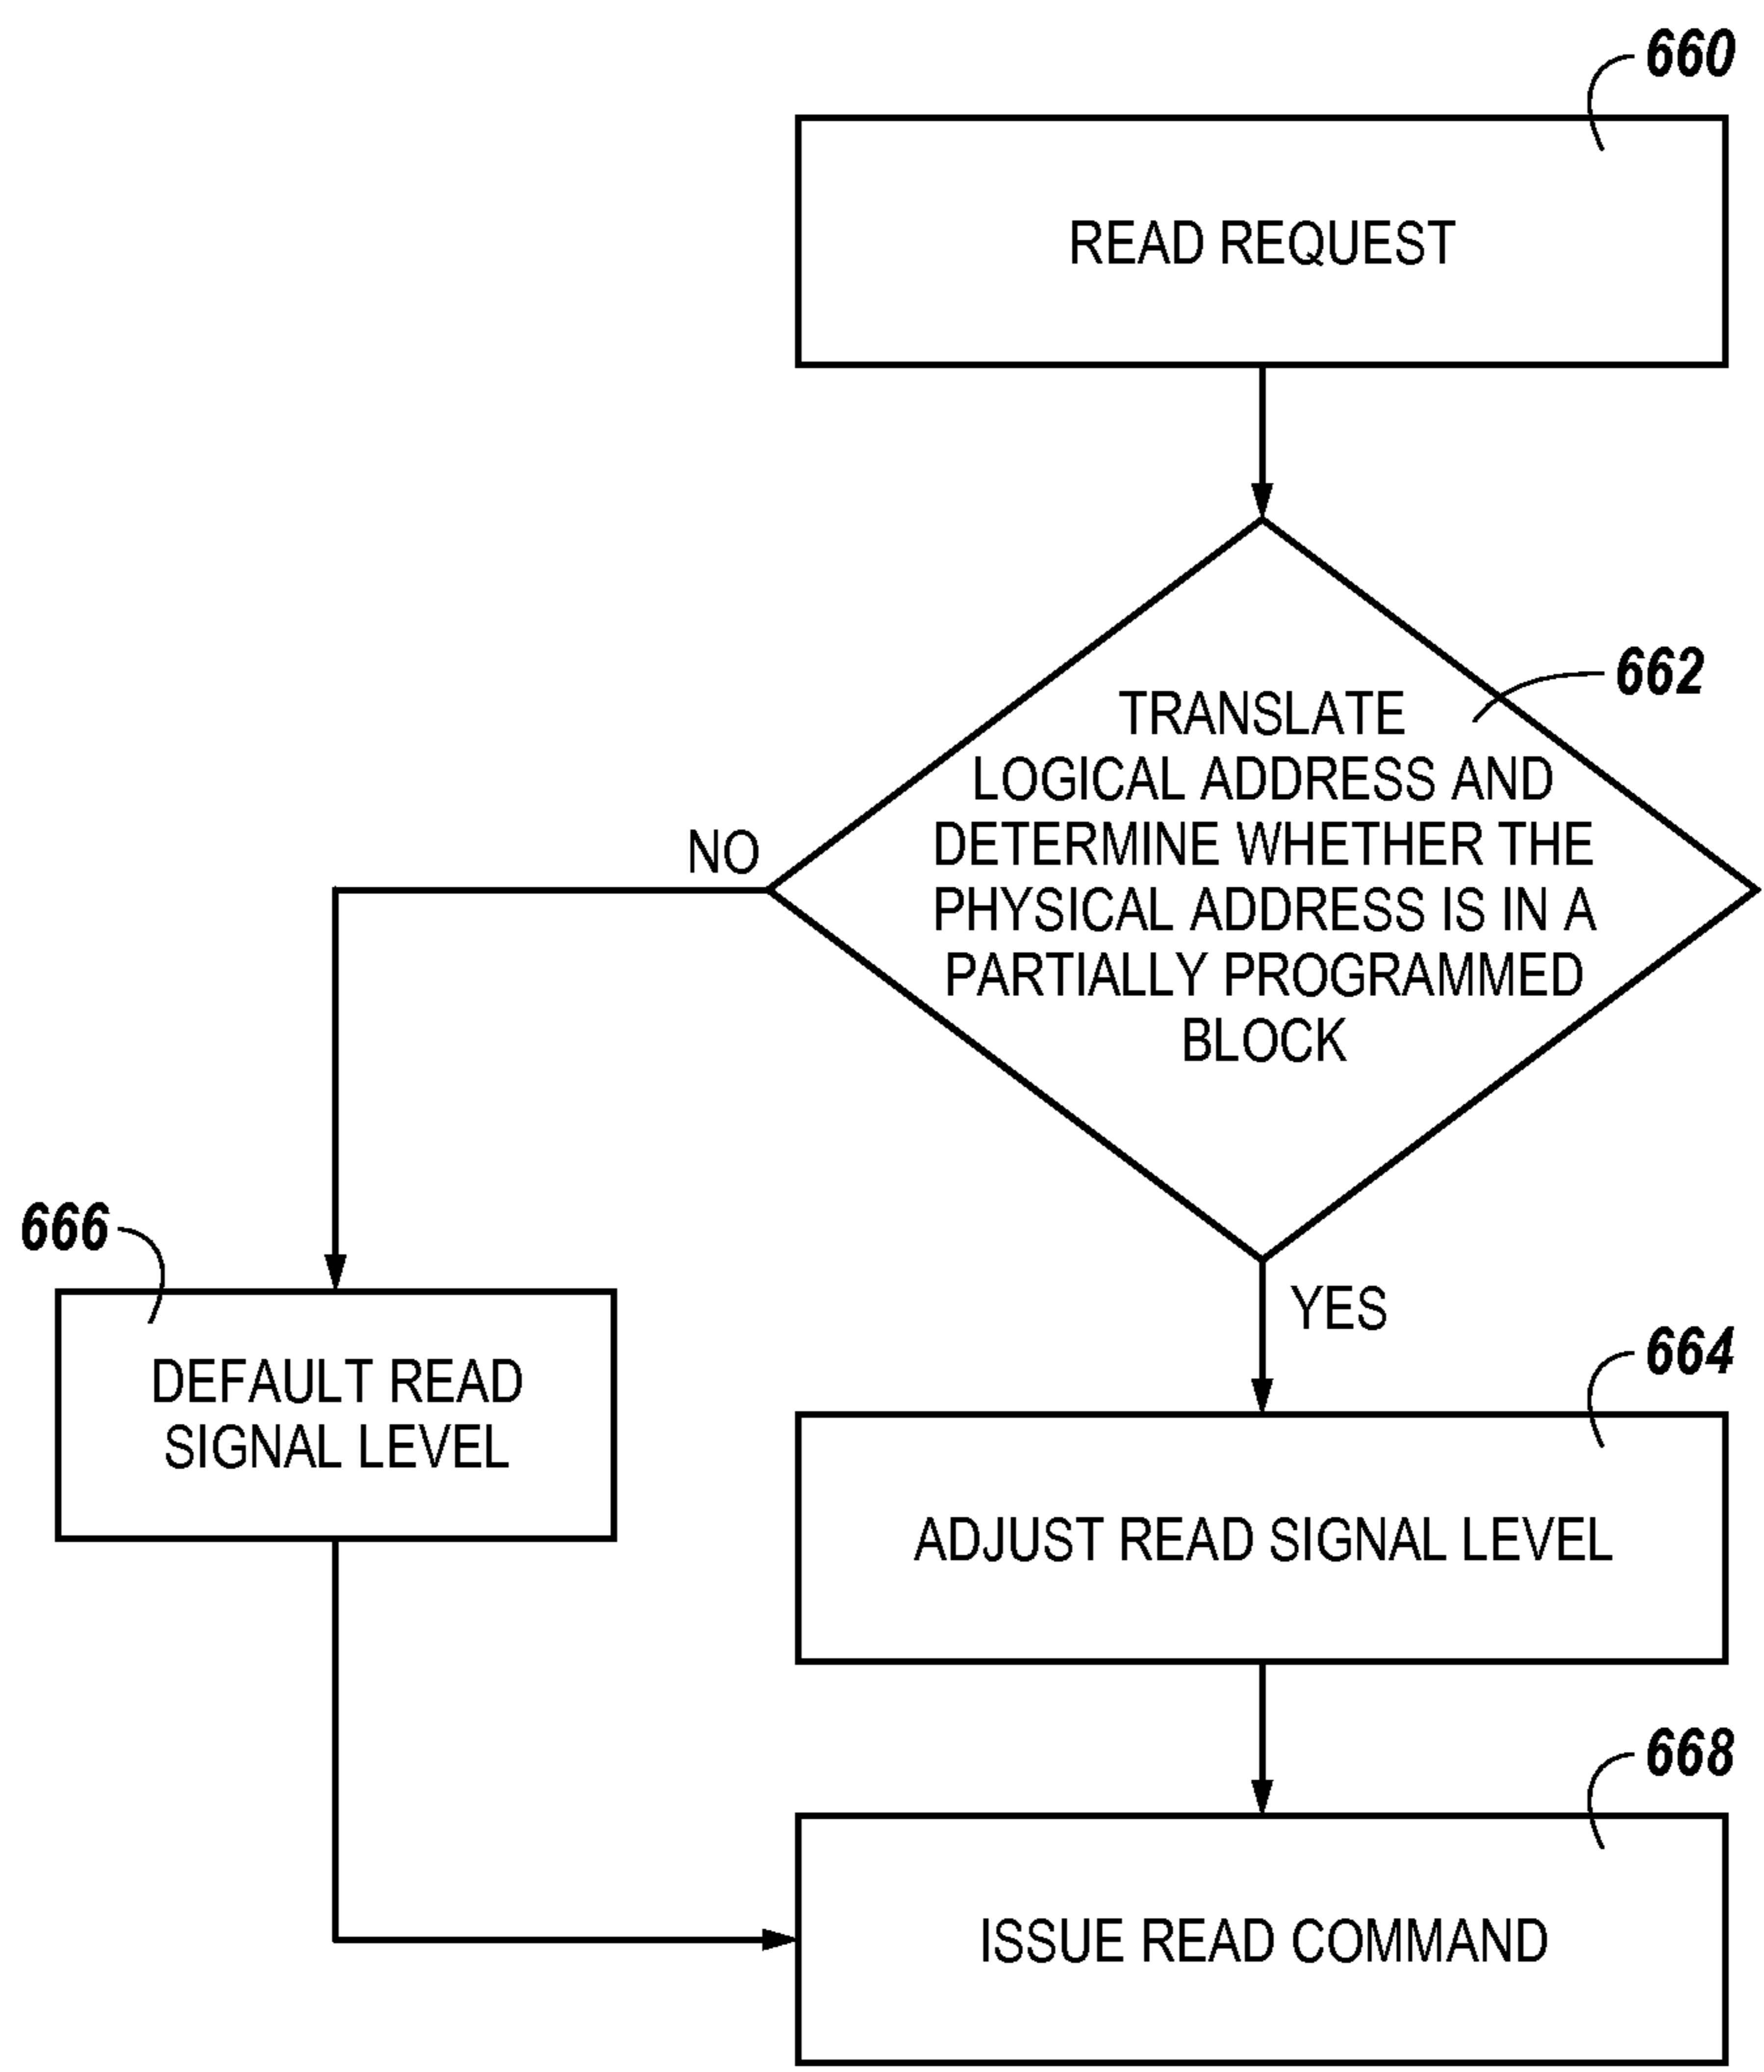 660
READ REQUEST
662
TRANSLATE
LOGICAL ADDRESS AND
DETERMINE WHETHER THE
PHYSICAL ADDRESS IS IN A
PARTIALLY PROGRAMMED
BLOCK
NO
YES
666
DEFAULT READ
SIGNAL LEVEL
664
ADJUST READ SIGNAL LEVEL
668
ISSUE READ COMMAND